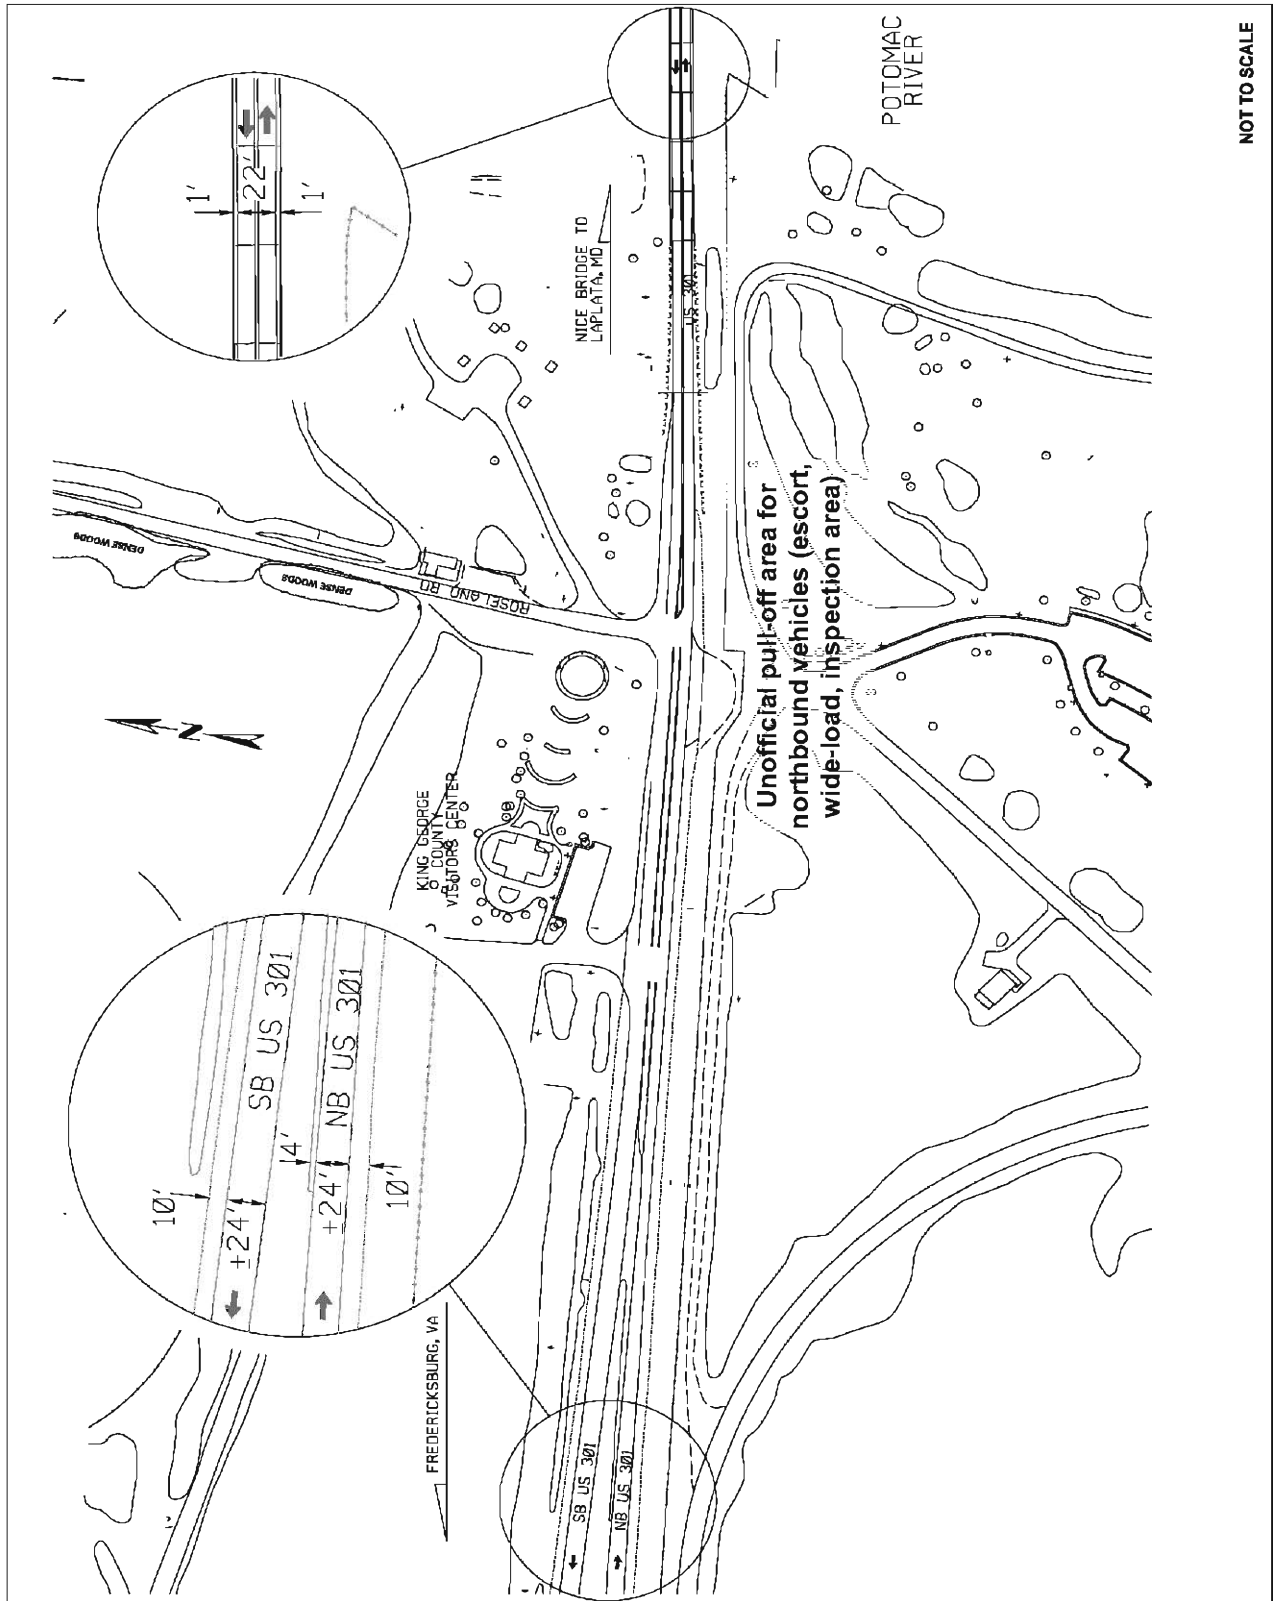 1'
22'
1'
POTOMAC
RIVER
NOT TO SCALE
NICE BRIDGE TO
LAPLATA, MD
US 301
DENSE WOODS
DENSE WOODS
ROSELAND RD
N
Unofficial pull-off area for
northbound vehicles (escort,
wide-load, inspection area)
KING GEORGE
COUNTY
VISITORS CENTER
SB US 301
NB US 301
4'
10'
±24'
±24'
10'
FREDERICKSBURG, VA
SB US 301
NB US 301